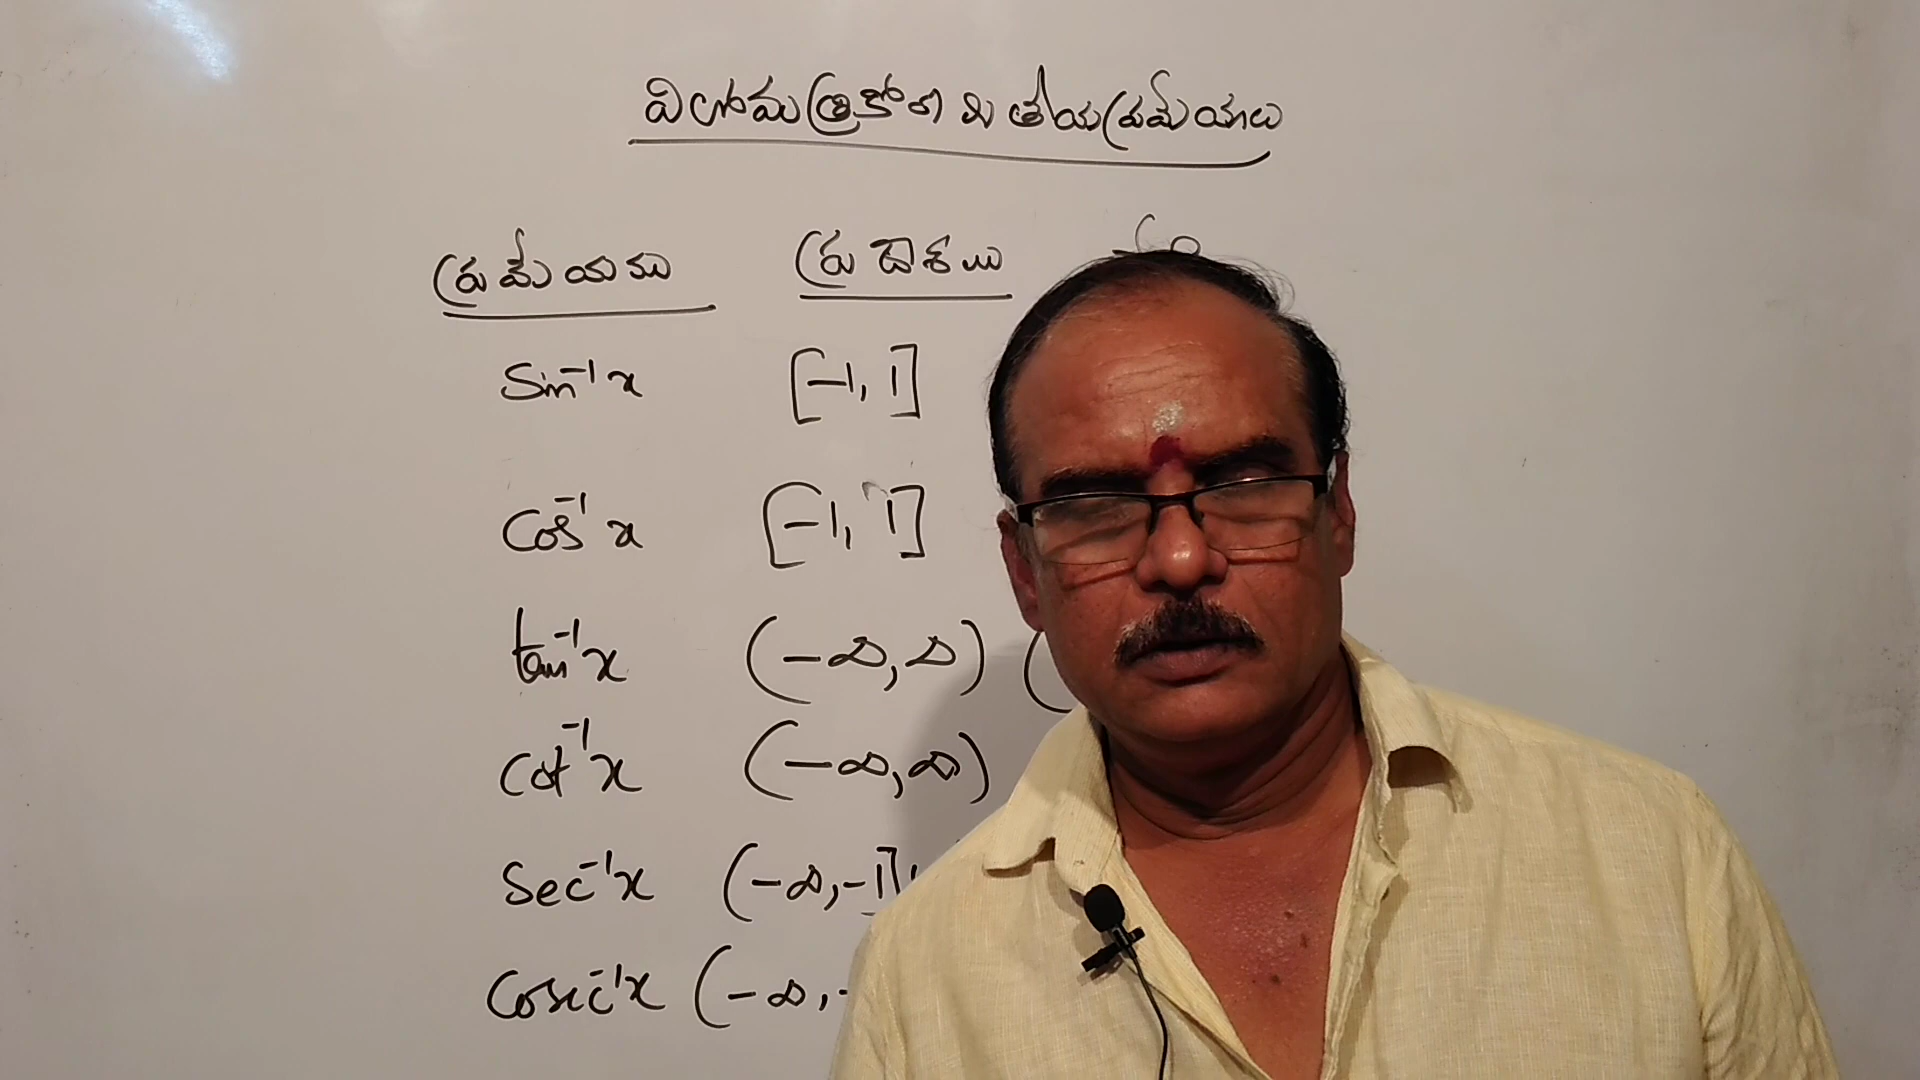 విలోమ త్రికోణ మితీయ ప్రమేయాలు
ప్రమేయము ప్రదేశము
Sin⁻¹x [-1, 1]
Cos⁻¹x [-1, 1]
tan⁻¹x (-∞, ∞) (
Cot⁻¹x (-∞, ∞)
Sec⁻¹x (-∞, -1]
Cosec⁻¹x (-∞, -